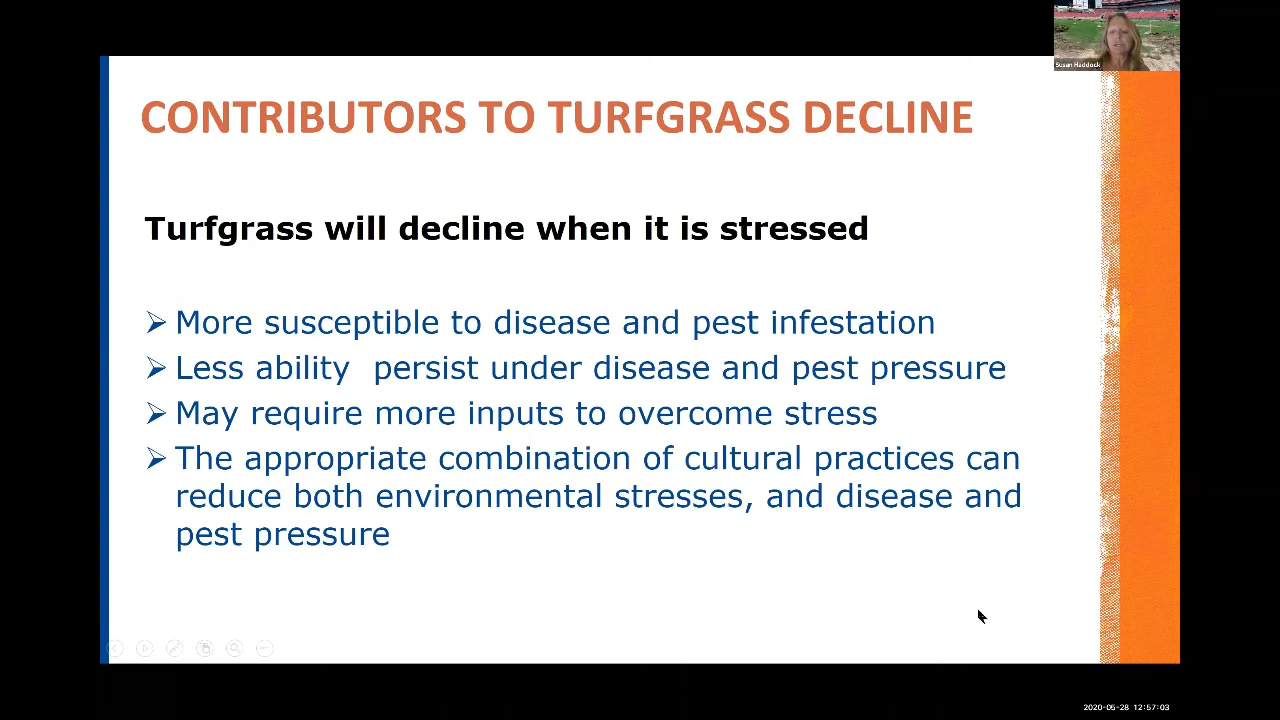 Susan Haddock
CONTRIBUTORS TO TURFGRASS DECLINE
Turfgrass will decline when it is stressed
More susceptible to disease and pest infestation
Less ability  persist under disease and pest pressure
May require more inputs to overcome stress
The appropriate combination of cultural practices can
reduce both environmental stresses, and disease and
pest pressure
2020-05-28 12:57:03